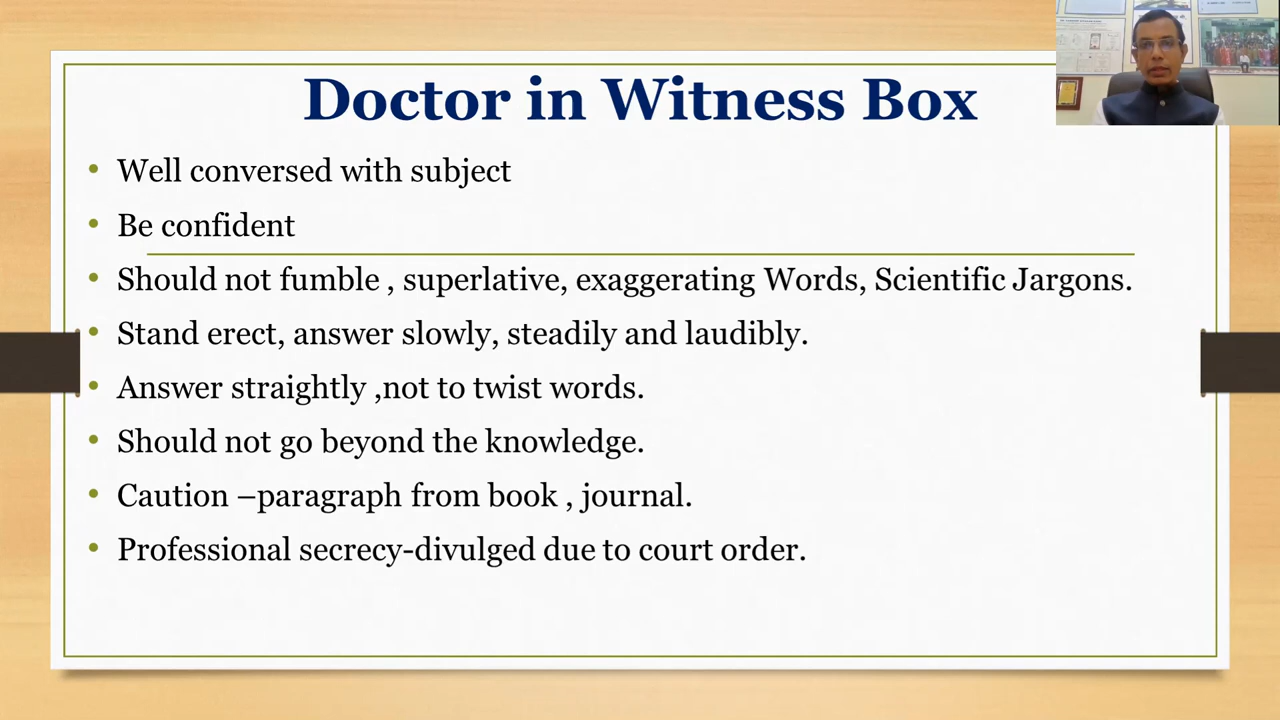 Doctor in Witness Box
• Well conversed with subject
• Be confident
• Should not fumble , superlative, exaggerating Words, Scientific Jargons.
• Stand erect, answer slowly, steadily and laudibly.
• Answer straightly ,not to twist words.
• Should not go beyond the knowledge.
• Caution –paragraph from book , journal.
• Professional secrecy-divulged due to court order.